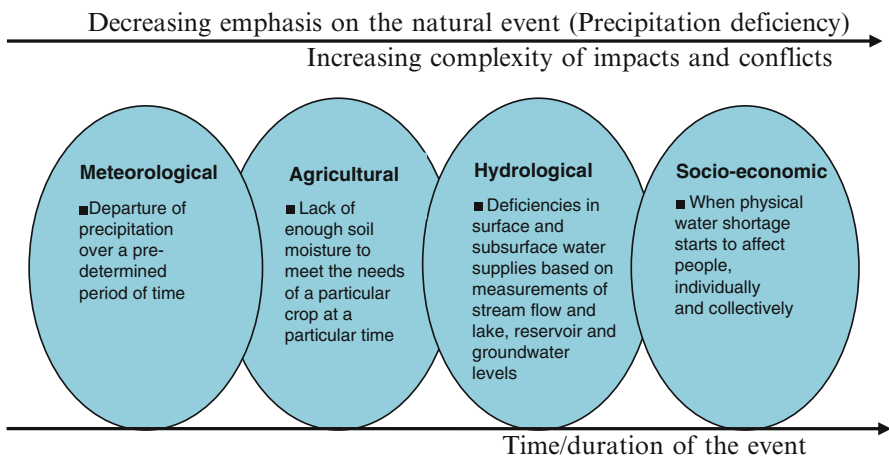 Decreasing emphasis on the natural event (Precipitation deficiency)
Increasing complexity of impacts and conflicts
Meteorological
■Departure of
precipitation
over a pre-
determined
period of time
Agricultural
■ Lack of
enough soil
moisture to
meet the needs
of a particular
crop at a
particular time
Hydrological
■ Deficiencies in
surface and
subsurface water
supplies based on
measurements of
stream flow and
lake, reservoir and
groundwater
levels
Socio-economic
■ When physical
water shortage
starts to affect
people,
individually
and collectively
Time/duration of the event